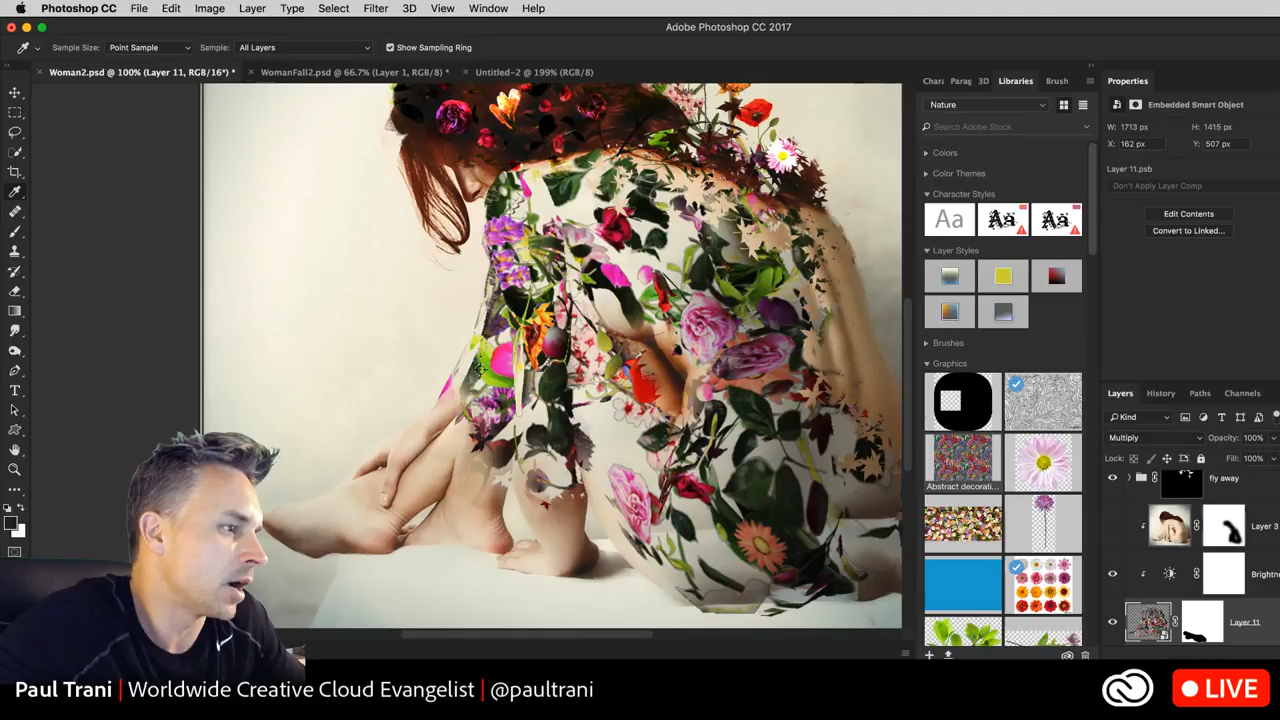 Photoshop CC File Edit Image Layer Type Select Filter 3D View Window Help
Adobe Photoshop CC 2017
Sample Size: Point Sample Sample: All Layers Show Sampling Ring
Woman2.psd @ 100% (Layer 11, RGB/16*) * WomanFall2.psd @ 66.7% (Layer 1, RGB/8) * Untitled-2 @ 199% (RGB/8)
Chara Parag 3D Libraries Brush
Properties
Nature
Embedded Smart Object
Search Adobe Stock
W: 1713 px H: 1415 px
X: 162 px Y: 507 px
Colors
Color Themes
Layer 11.psb
Character Styles
Don't Apply Layer Comp
Aa Aa Aa
Edit Contents
Convert to Linked...
Layer Styles
Brushes
Graphics
Abstract decorati...
Layers History Paths Channels
Kind
Multiply Opacity: 100%
Lock: Fill: 100%
fly away
Layer 3
Brightne
Layer 11
Paul Trani | Worldwide Creative Cloud Evangelist | @paultrani
LIVE